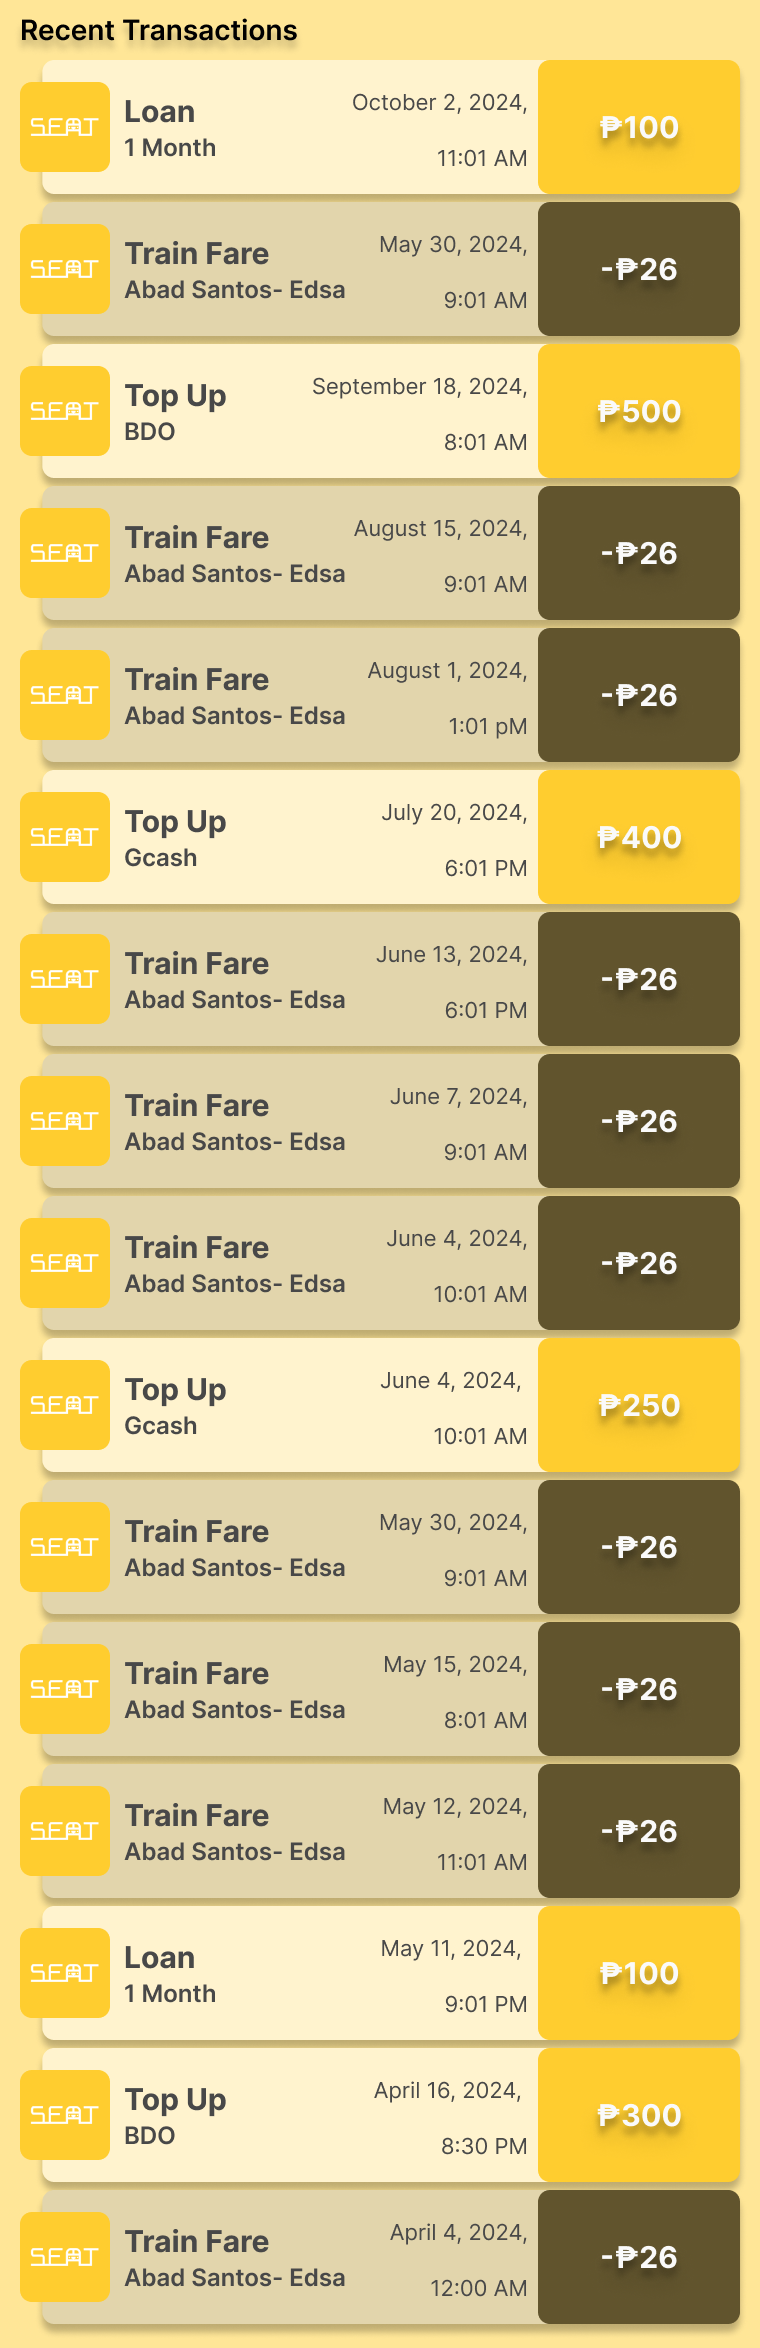 Recent Transactions
SEAT
Loan
1 Month
October 2, 2024,
11:01 AM
₱100
SEAT
Train Fare
Abad Santos- Edsa
May 30, 2024,
9:01 AM
-₱26
SEAT
Top Up
BDO
September 18, 2024,
8:01 AM
₱500
SEAT
Train Fare
Abad Santos- Edsa
August 15, 2024,
9:01 AM
-₱26
SEAT
Train Fare
Abad Santos- Edsa
August 1, 2024,
1:01 pM
-₱26
SEAT
Top Up
Gcash
July 20, 2024,
6:01 PM
₱400
SEAT
Train Fare
Abad Santos- Edsa
June 13, 2024,
6:01 PM
-₱26
SEAT
Train Fare
Abad Santos- Edsa
June 7, 2024,
9:01 AM
-₱26
SEAT
Train Fare
Abad Santos- Edsa
June 4, 2024,
10:01 AM
-₱26
SEAT
Top Up
Gcash
June 4, 2024,
10:01 AM
₱250
SEAT
Train Fare
Abad Santos- Edsa
May 30, 2024,
9:01 AM
-₱26
SEAT
Train Fare
Abad Santos- Edsa
May 15, 2024,
8:01 AM
-₱26
SEAT
Train Fare
Abad Santos- Edsa
May 12, 2024,
11:01 AM
-₱26
SEAT
Loan
1 Month
May 11, 2024,
9:01 PM
₱100
SEAT
Top Up
BDO
April 16, 2024,
8:30 PM
₱300
SEAT
Train Fare
Abad Santos- Edsa
April 4, 2024,
12:00 AM
-₱26